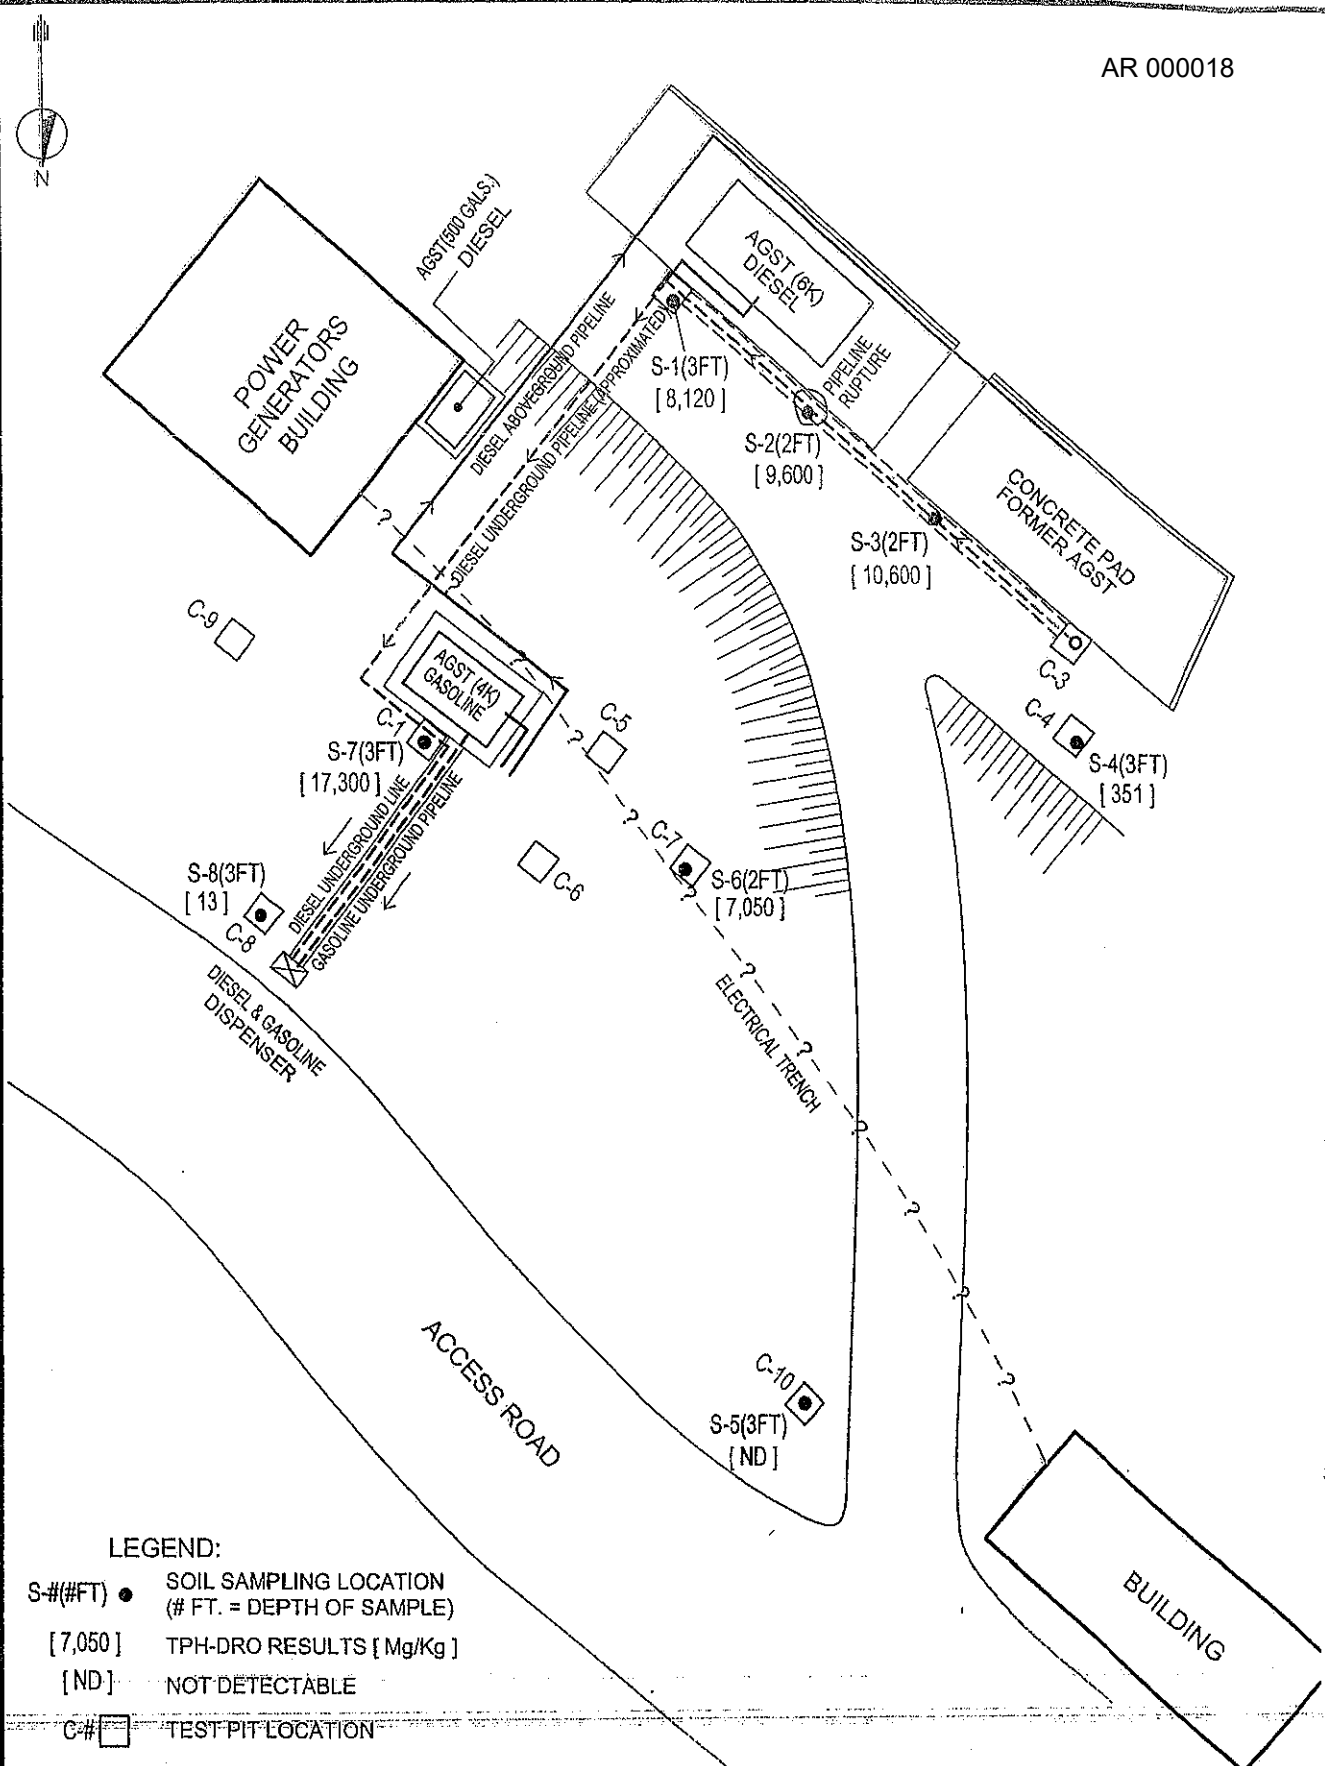 AR 000018
N
AGST(500 GALS.)
DIESEL
POWER
GENERATORS
BUILDING
DIESEL ABOVEGROUND PIPELINE
DIESEL UNDERGROUND PIPELINE (APPROXIMATED)
AGST (6K)
DIESEL
PIPELINE
RUPTURE
S-1(3FT)
[ 8,120 ]
S-2(2FT)
[ 9,600 ]
S-3(2FT)
[ 10,600 ]
CONCRETE PAD
FORMER AGST
C-3
C-4
S-4(3FT)
[ 351 ]
?
?
?
?
?
?
?
?
?
?
?
?
C-9
AGST (4K)
GASOLINE
C-1
S-7(3FT)
[ 17,300 ]
C-5
C-7
S-6(2FT)
[ 7,050 ]
C-6
S-8(3FT)
[ 13 ]
C-8
DIESEL UNDERGROUND LINE
GASOLINE UNDERGROUND PIPELINE
DIESEL & GASOLINE
DISPENSER
ELECTRICAL TRENCH
ACCESS ROAD
C-10
S-5(3FT)
[ ND ]
BUILDING
LEGEND:
S-#(#FT) SOIL SAMPLING LOCATION
(# FT. = DEPTH OF SAMPLE)
[ 7,050 ] TPH-DRO RESULTS [ Mg/Kg ]
[ ND ] NOT DETECTABLE
C-# TEST PIT LOCATION